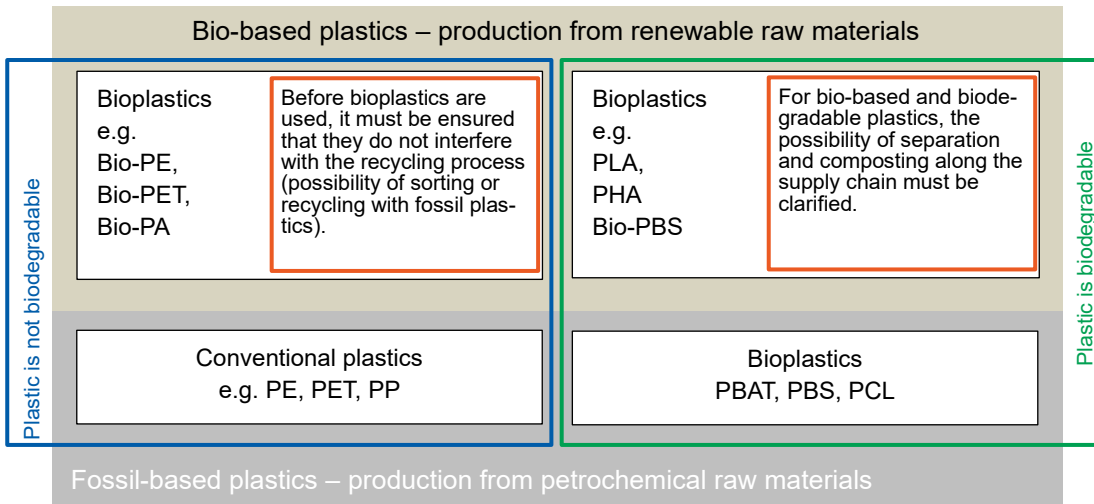 Bio-based plastics – production from renewable raw materials
Plastic is not biodegradable
Bioplastics
e.g.
Bio-PE,
Bio-PET,
Bio-PA
Before bioplastics are
used, it must be ensured
that they do not interfere
with the recycling process
(possibility of sorting or
recycling with fossil plas-
tics).
Bioplastics
e.g.
PLA,
PHA
Bio-PBS
For bio-based and biode-
gradable plastics, the
possibility of separation
and composting along the
supply chain must be
clarified.
Plastic is biodegradable
Conventional plastics
e.g. PE, PET, PP
Bioplastics
PBAT, PBS, PCL
Fossil-based plastics – production from petrochemical raw materials